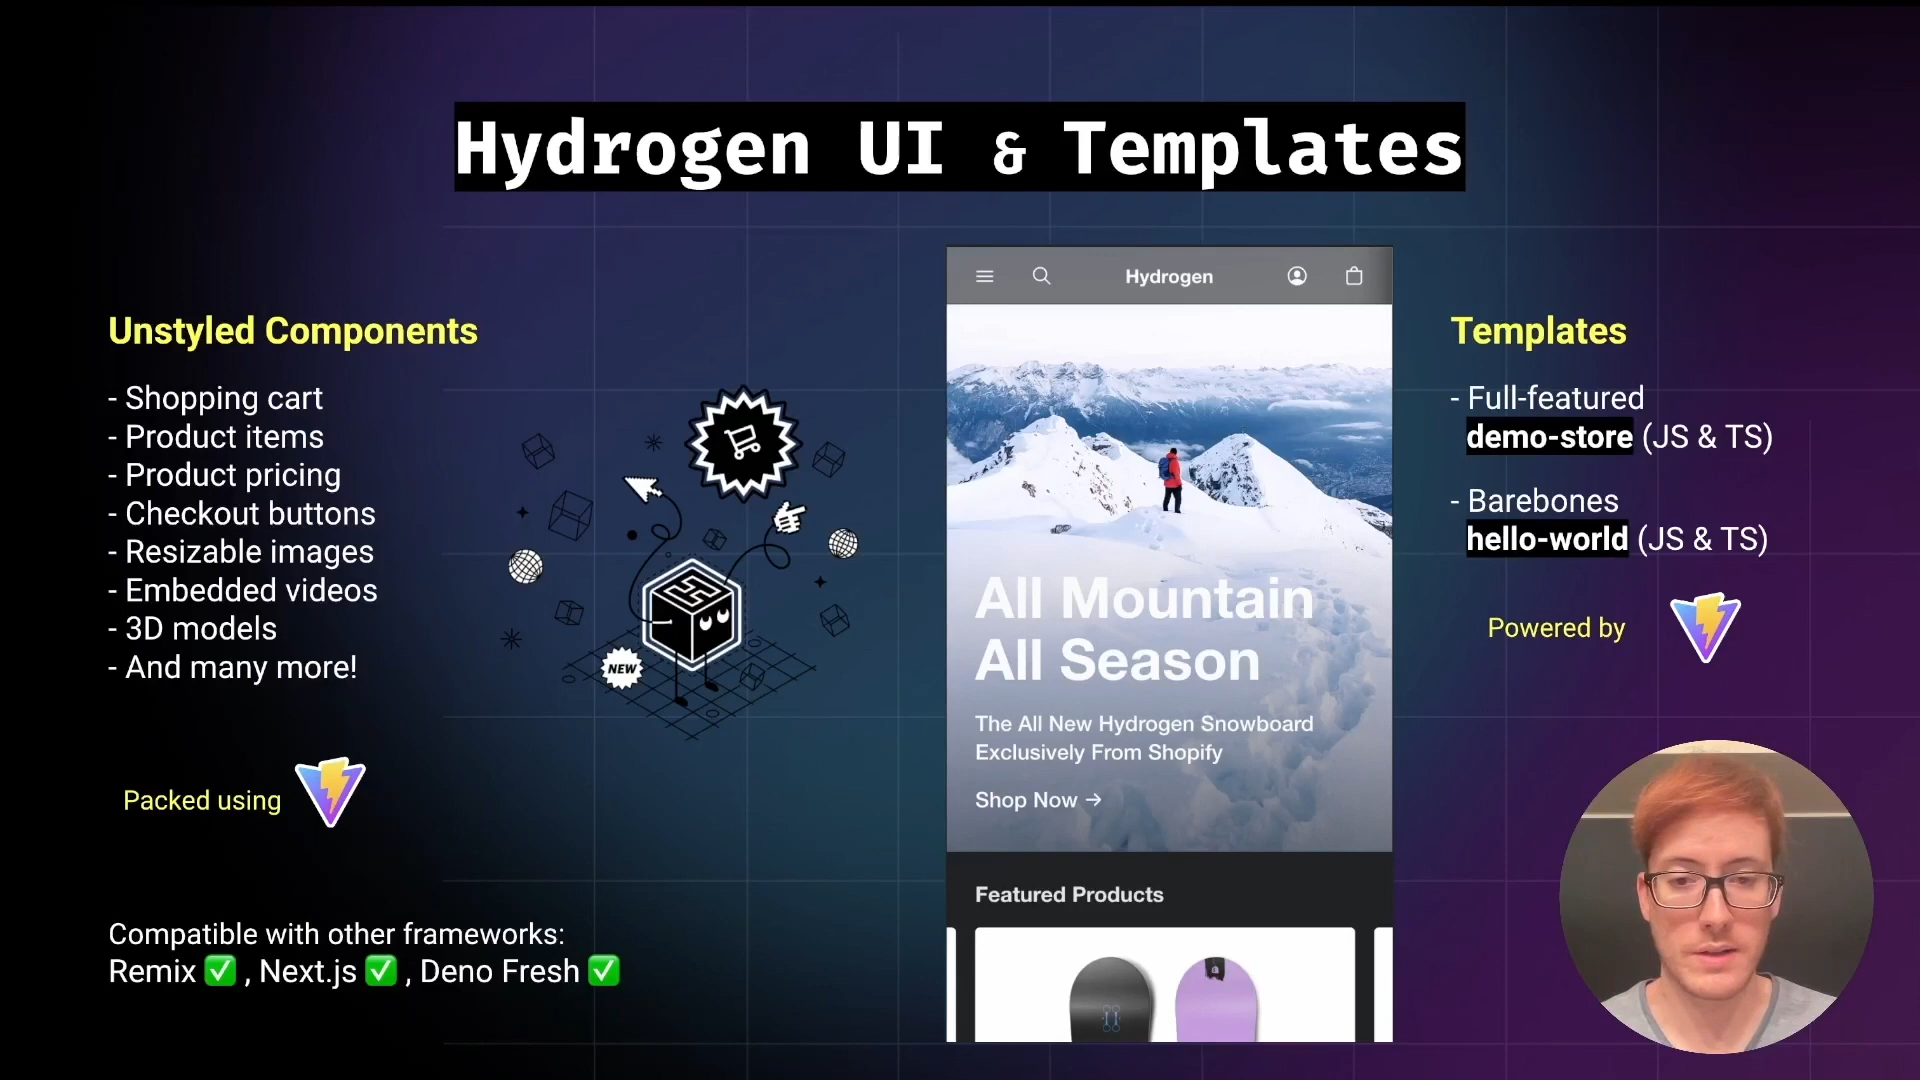 Hydrogen UI & Templates
Unstyled Components
- Shopping cart
- Product items
- Product pricing
- Checkout buttons
- Resizable images
- Embedded videos
- 3D models
- And many more!
Packed using
Compatible with other frameworks:
Remix ✅ , Next.js ✅ , Deno Fresh ✅
NEW
Hydrogen
All Mountain
All Season
The All New Hydrogen Snowboard
Exclusively From Shopify
Shop Now →
Featured Products
Templates
- Full-featured
demo-store (JS & TS)
- Barebones
hello-world (JS & TS)
Powered by